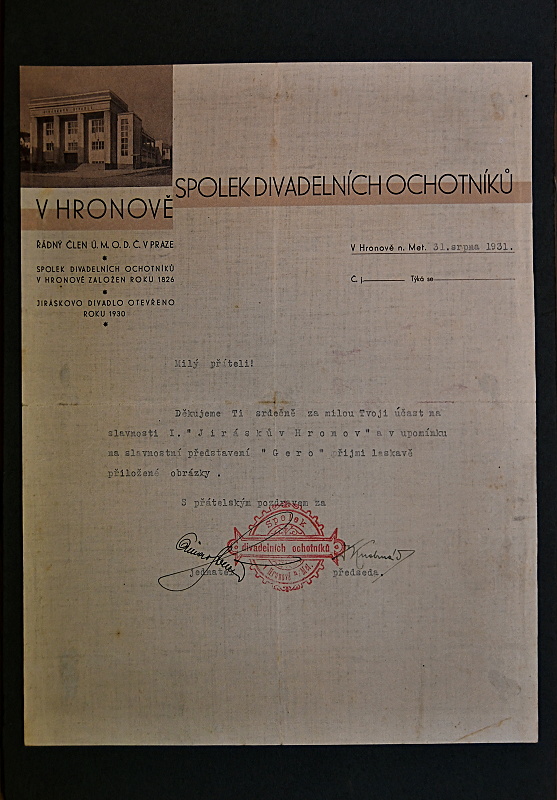 SPOLEK DIVADELNÍCH OCHOTNÍKŮ
V HRONOVĚ
ŘÁDNÝ ČLEN Ú. M. O. D. Č. V PRAZE
SPOLEK DIVADELNÍCH OCHOTNÍKŮ
V HRONOVĚ ZALOŽEN ROKU 1826
JIRÁSKOVO DIVADLO OTEVŘENO
ROKU 1930
V Hronově n. Met. 31.srpna 1931.
Č. j. Týká se
Milý příteli!
Děkujeme Ti srdečně za milou Tvoji účast na
slavnosti I. "Jiráskův Hronov" a v upomínku
na slavnostní představení "Gero" přijmi laskavě
přiložené obrázky .
S přátelským pozdravem za
Spolek
divadelních ochotníků
jednatel
předseda.